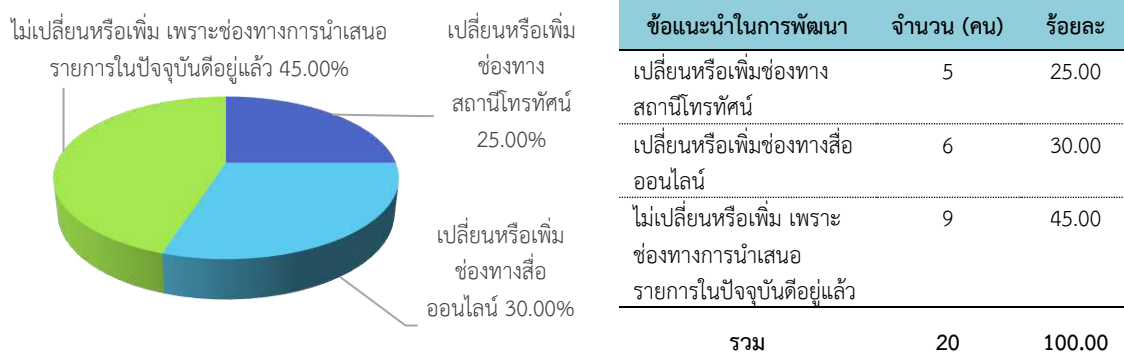 ไม่เปลี่ยนหรือเพิ่ม เพราะช่องทางการนำเสนอ
รายการในปัจจุบันดีอยู่แล้ว 45.00%
เปลี่ยนหรือเพิ่ม
ช่องทาง
สถานีโทรทัศน์
25.00%
เปลี่ยนหรือเพิ่ม
ช่องทางสื่อ
ออนไลน์ 30.00%
ข้อแนะนำในการพัฒนา จำนวน (คน) ร้อยละ
เปลี่ยนหรือเพิ่มช่องทาง 5 25.00
สถานีโทรทัศน์
เปลี่ยนหรือเพิ่มช่องทางสื่อ 6 30.00
ออนไลน์
ไม่เปลี่ยนหรือเพิ่ม เพราะ 9 45.00
ช่องทางการนำเสนอ
รายการในปัจจุบันดีอยู่แล้ว
รวม 20 100.00